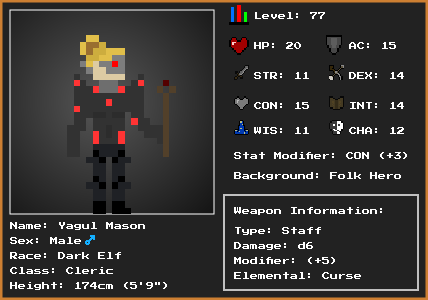 Level: 77
HP: 20 AC: 15
STR: 11 DEX: 14
CON: 15 INT: 14
WIS: 11 CHA: 12
Stat Modifier: CON (+3)
Background: Folk Hero
Name: Yagul Mason
Sex: Male ♂
Race: Dark Elf
Class: Cleric
Height: 174cm (5'9")
Weapon Information:
Type: Staff
Damage: d6
Modifier: (+5)
Elemental: Curse